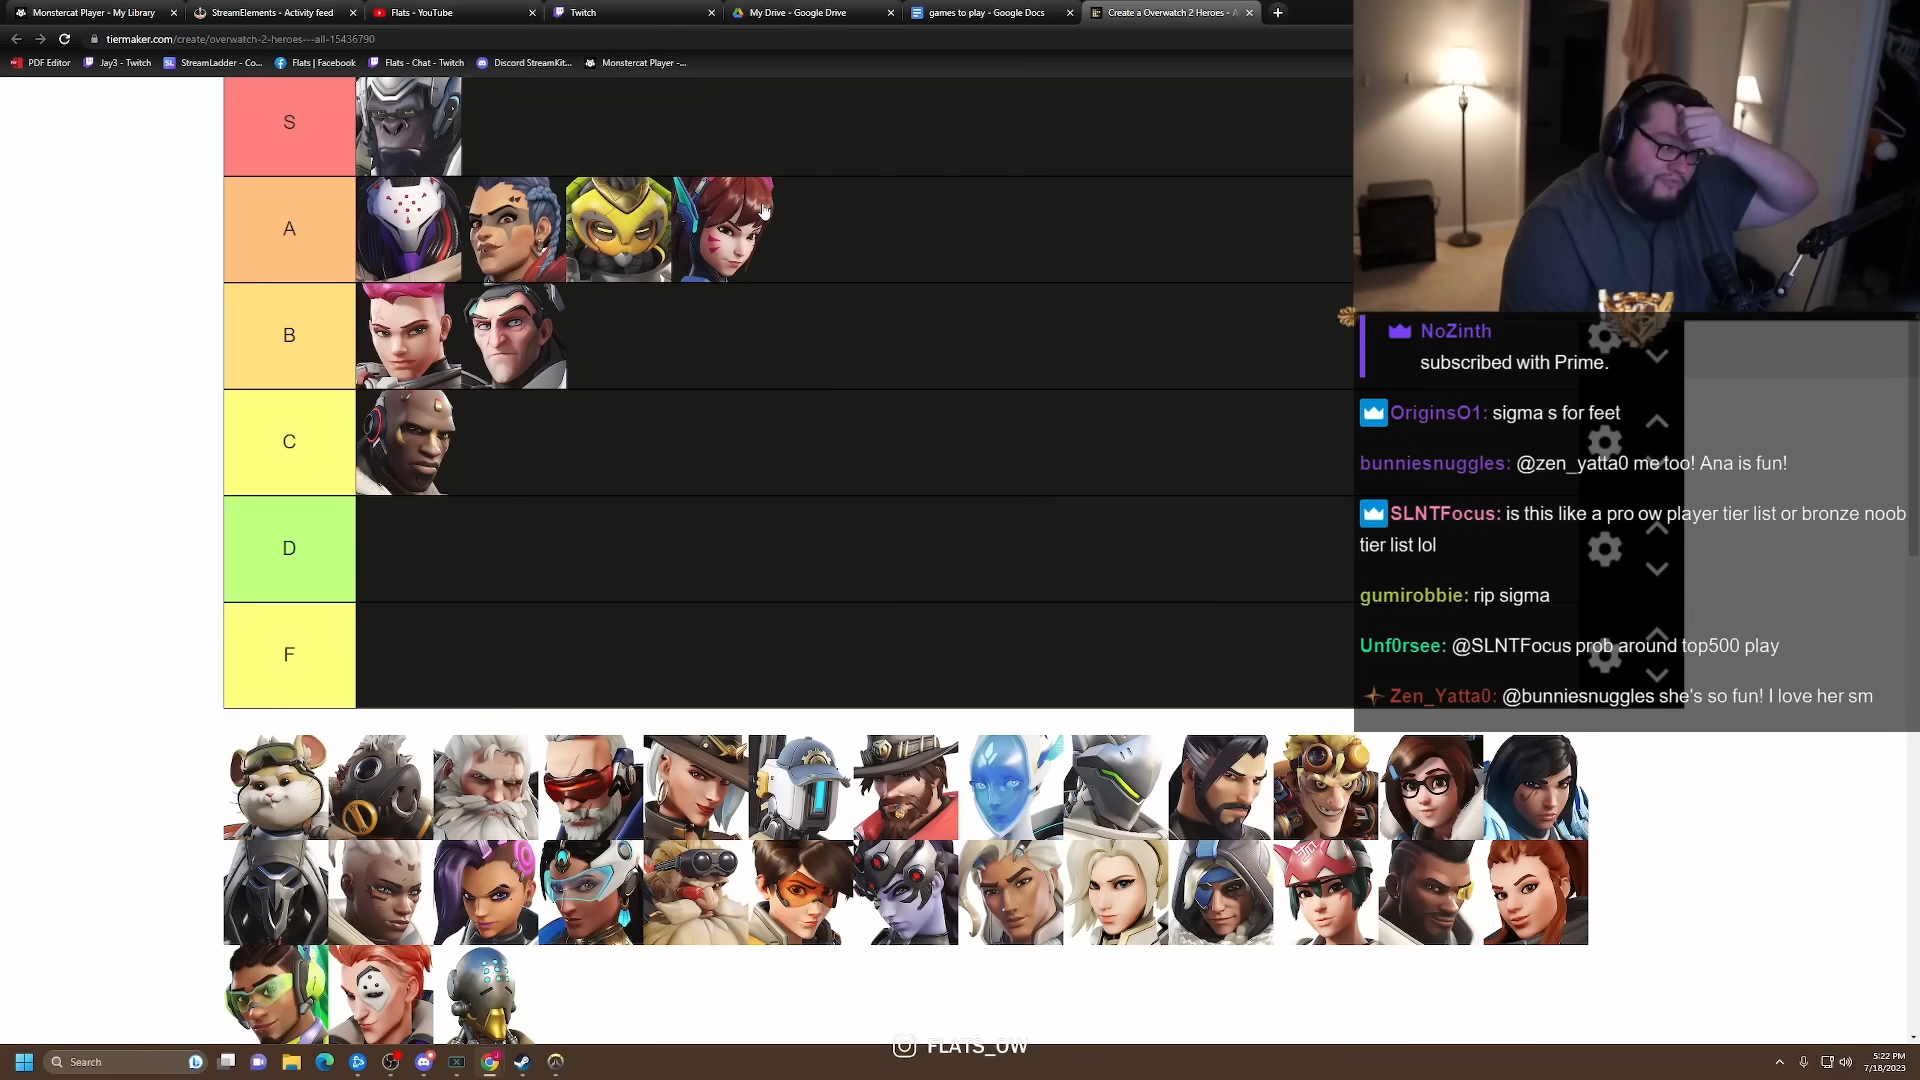 Monstercat Player - My Library
StreamElements - Activity feed
Flats - YouTube
Twitch
My Drive - Google Drive
games to play - Google Docs
Create a Overwatch 2 Heroes - A
tiermaker.com/create/overwatch-2-heroes---all-15436790
PDF Editor
Jay3 - Twitch
SL StreamLadder - Co...
Flats | Facebook
Flats - Chat - Twitch
Discord StreamKit...
Monstercat Player -...
S
A
B
C
D
F
NoZinth
subscribed with Prime.
OriginsO1: sigma s for feet
bunniesnuggles: @zen_yatta0 me too! Ana is fun!
SLNTFocus: is this like a pro ow player tier list or bronze noob
tier list lol
gumirobbie: rip sigma
Unf0rsee: @SLNTFocus prob around top500 play
Zen_Yatta0: @bunniesnuggles she's so fun! I love her sm
FLATS_OW
Search
5:22 PM
7/18/2023